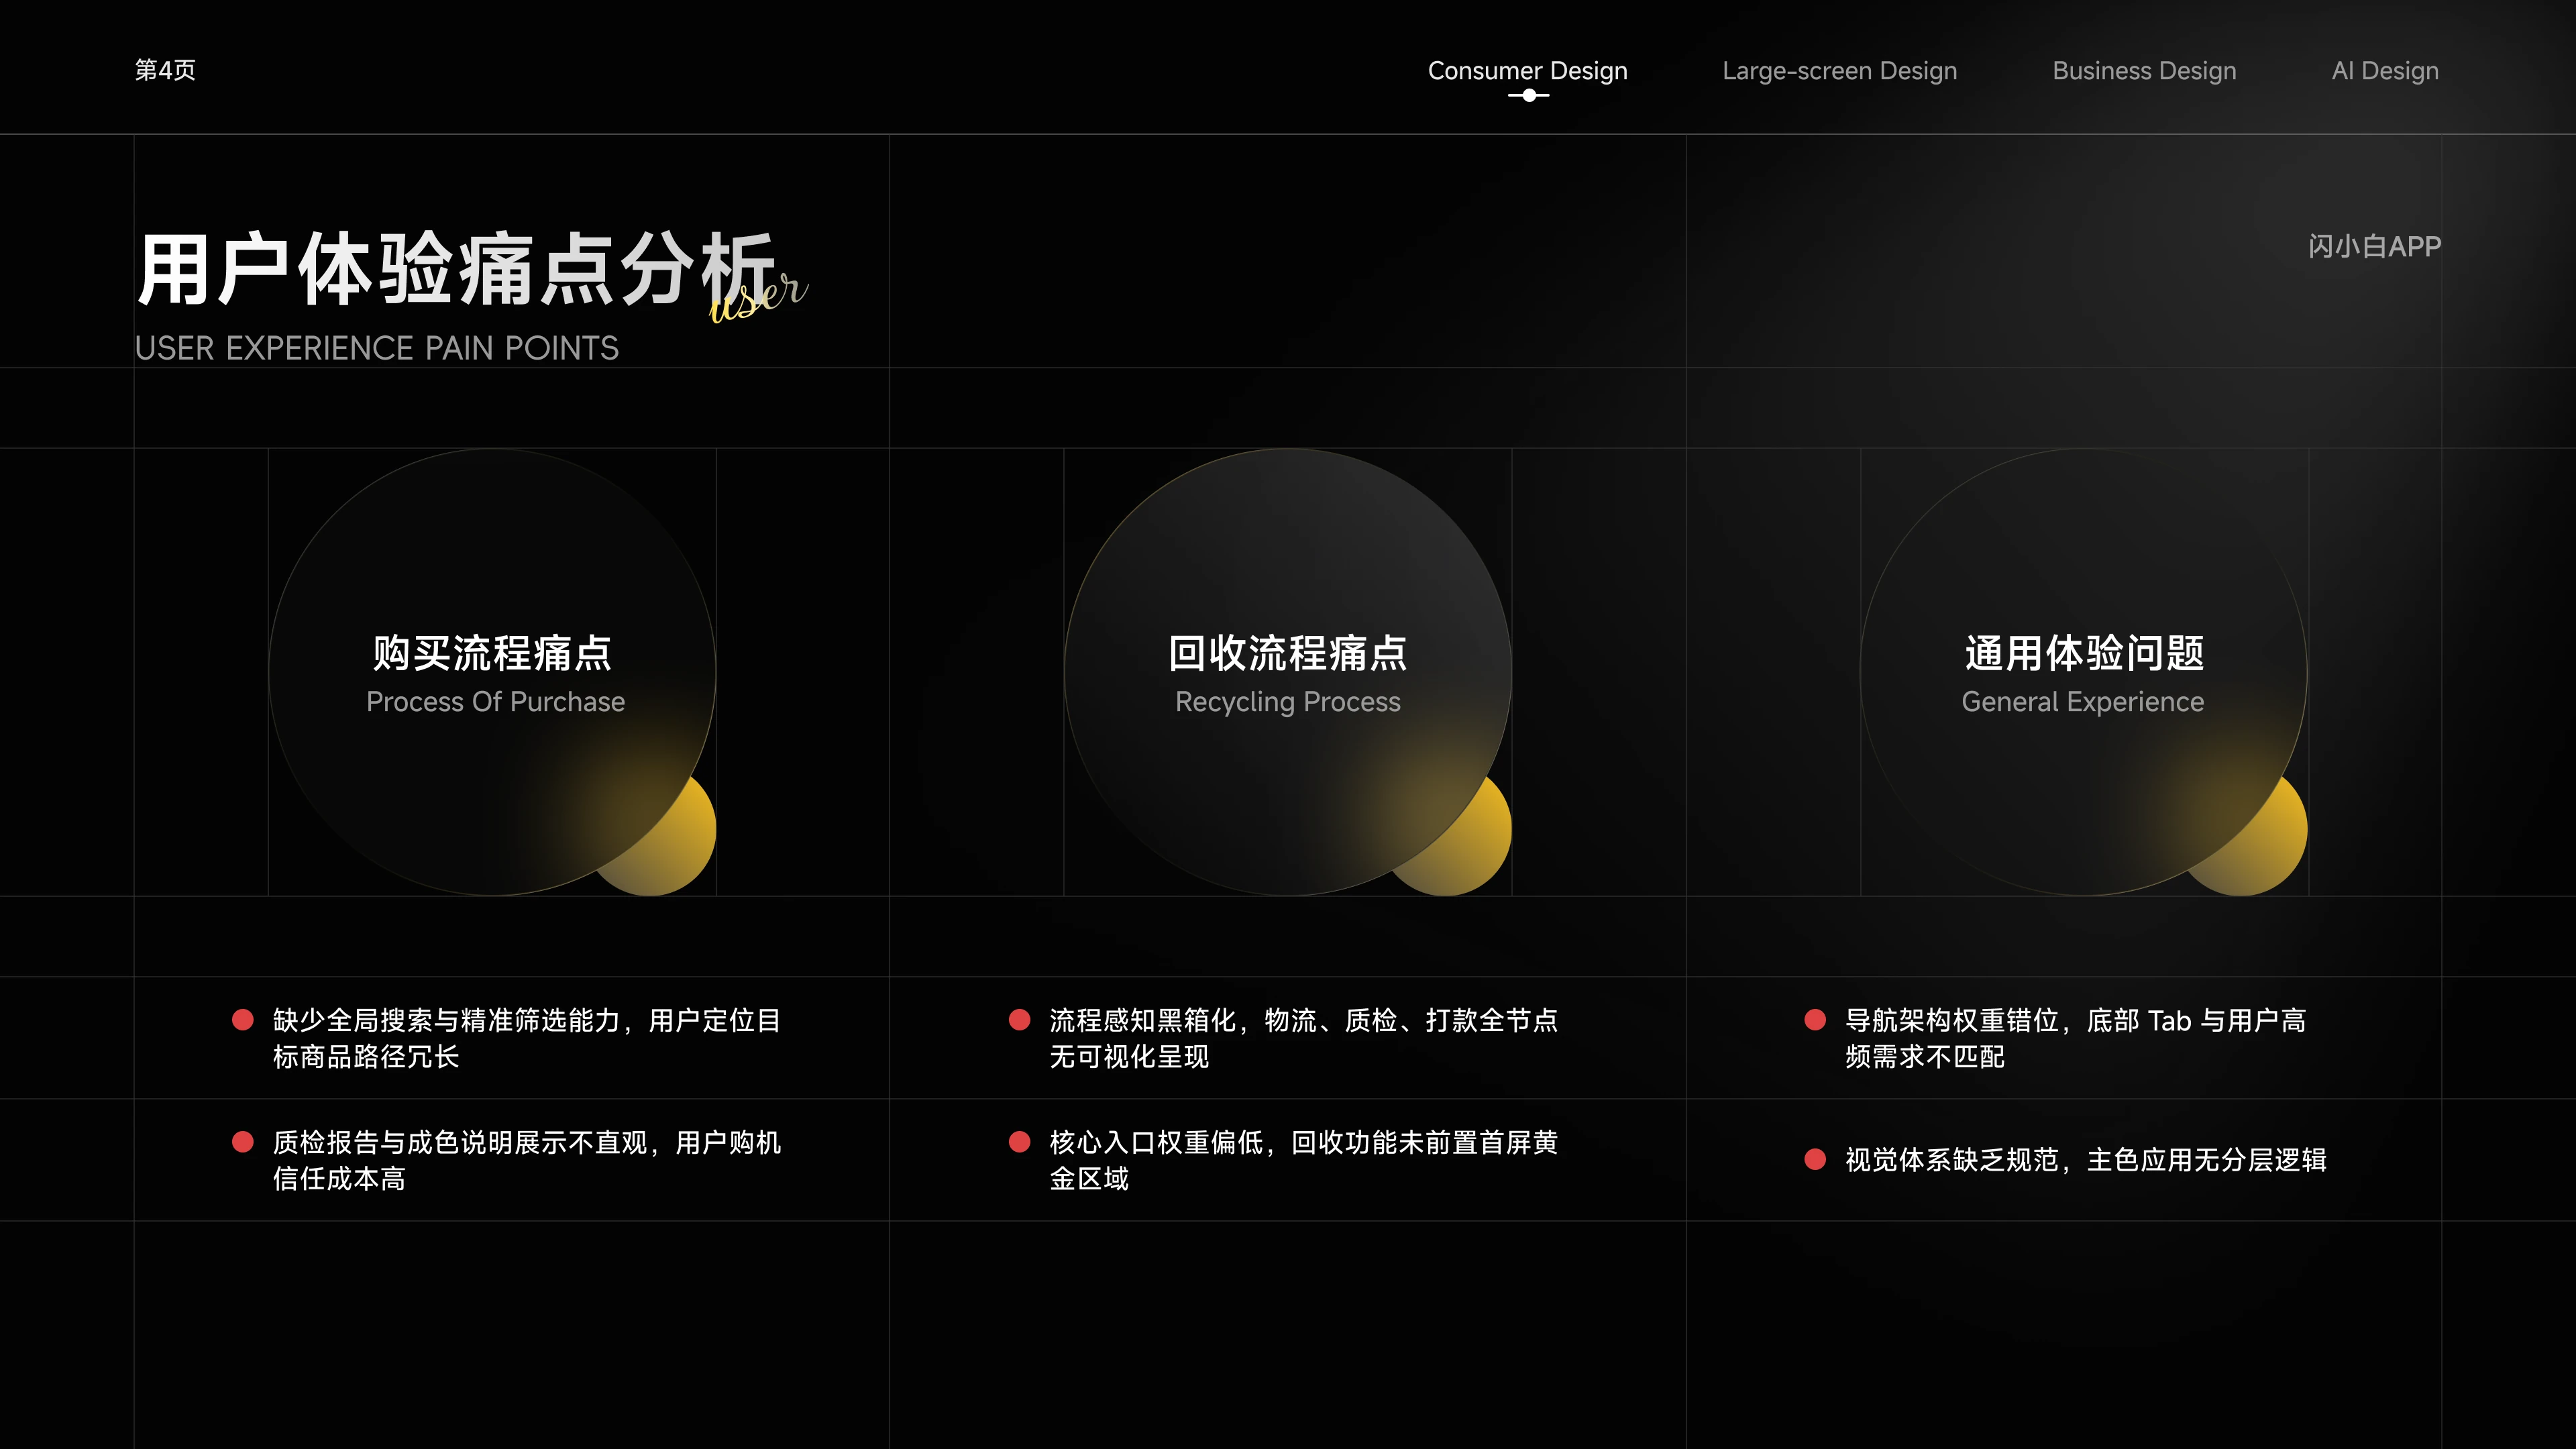 第4页
Consumer Design
Large-screen Design
Business Design
AI Design
用户体验痛点分析
user
闪小白APP
USER EXPERIENCE PAIN POINTS
购买流程痛点
Process Of Purchase
回收流程痛点
Recycling Process
通用体验问题
General Experience
缺少全局搜索与精准筛选能力，用户定位目
标商品路径冗长
质检报告与成色说明展示不直观，用户购机
信任成本高
流程感知黑箱化，物流、质检、打款全节点
无可视化呈现
核心入口权重偏低，回收功能未前置首屏黄
金区域
导航架构权重错位，底部 Tab 与用户高
频需求不匹配
视觉体系缺乏规范，主色应用无分层逻辑